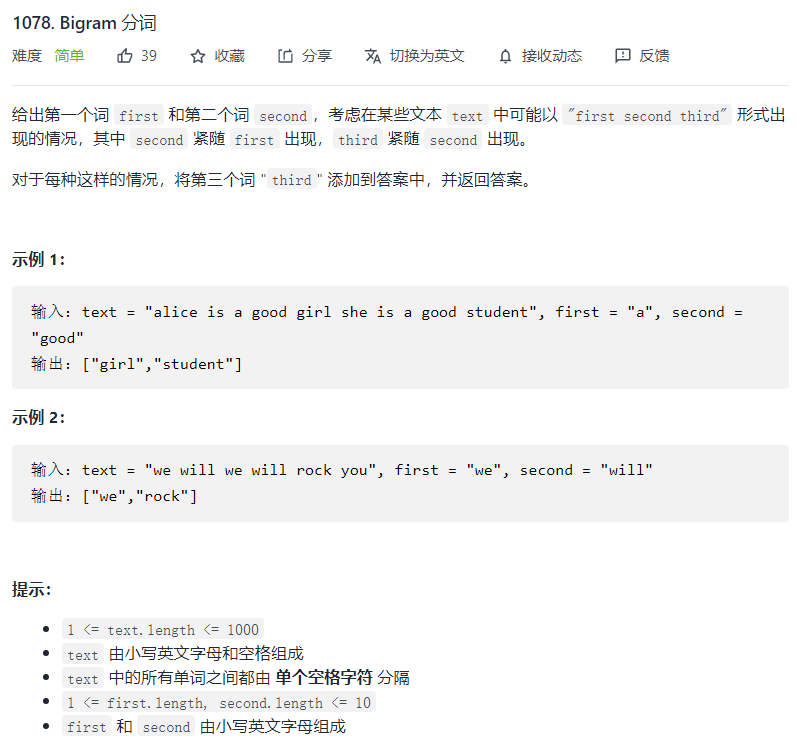 1078. Bigram 分词
难度 简单 39 收藏 分享 切换为英文 接收动态 反馈
给出第一个词 first 和第二个词 second，考虑在某些文本 text 中可能以 "first second third" 形式出
现的情况，其中 second 紧随 first 出现，third 紧随 second 出现。
对于每种这样的情况，将第三个词 "third" 添加到答案中，并返回答案。
示例 1：
输入：text = "alice is a good girl she is a good student", first = "a", second =
"good"
输出：["girl","student"]
示例 2：
输入：text = "we will we will rock you", first = "we", second = "will"
输出：["we","rock"]
提示：
• 1 <= text.length <= 1000
• text 由小写英文字母和空格组成
• text 中的所有单词之间都由 单个空格字符 分隔
• 1 <= first.length, second.length <= 10
• first 和 second 由小写英文字母组成